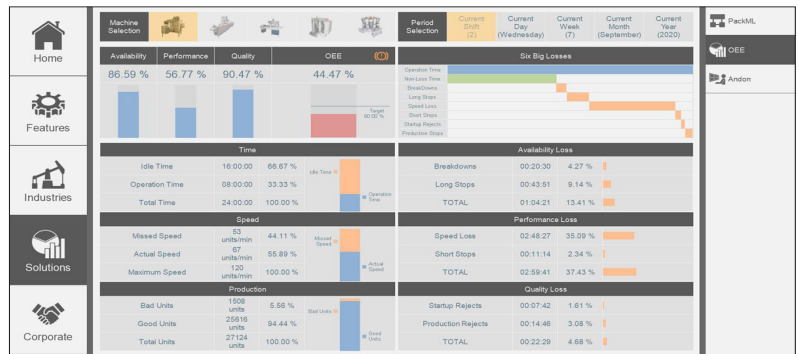 Home
Features
Industries
Solutions
Corporate
Machine
Selection
Period
Selection
Current
Shift
(2)
Current
Day
(Wednesday)
Current
Week
(7)
Current
Month
(September)
Current
Year
(2020)
Availability Performance Quality OEE
86.59 % 56.77 % 90.47 % 44.47 %
Target
60.00 %
Six Big Losses
Operation Time
Non-Loss Time
BreakDowns
Long Stops
Speed Loss
Short Stops
Startup Rejects
Production Stops
Time
Idle Time 16:00:00 66.67 %
Operation Time 08:00:00 33.33 %
Total Time 24:00:00 100.00 %
Idle Time
Operation
Time
Availability Loss
Breakdowns 00:20:30 4.27 %
Long Stops 00:43:51 9.14 %
TOTAL 01:04:21 13.41 %
Speed
Missed Speed 53 units/min 44.11 %
Actual Speed 67 units/min 55.89 %
Maximum Speed 120 units/min 100.00 %
Missed
Speed
Actual
Speed
Performance Loss
Speed Loss 02:48:27 35.09 %
Short Stops 00:11:14 2.34 %
TOTAL 02:59:41 37.43 %
Production
Bad Units 1508 units 5.56 %
Good Units 25616 units 94.44 %
Total Units 27124 units 100.00 %
Bad Units
Good
Units
Quality Loss
Startup Rejects 00:07:42 1.61 %
Production Rejects 00:14:46 3.08 %
TOTAL 00:22:29 4.68 %
PackML
OEE
Andon